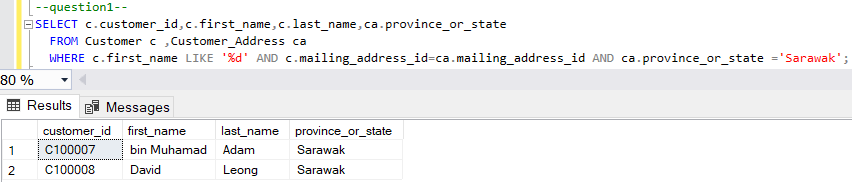 --question1--
SELECT c.customer_id,c.first_name,c.last_name,ca.province_or_state
FROM Customer c ,Customer_Address ca
WHERE c.first_name LIKE '%d' AND c.mailing_address_id=ca.mailing_address_id AND ca.province_or_state ='Sarawak';
80 %
Results Messages
customer_id first_name last_name province_or_state
1 C100007 bin Muhamad Adam Sarawak
2 C100008 David Leong Sarawak